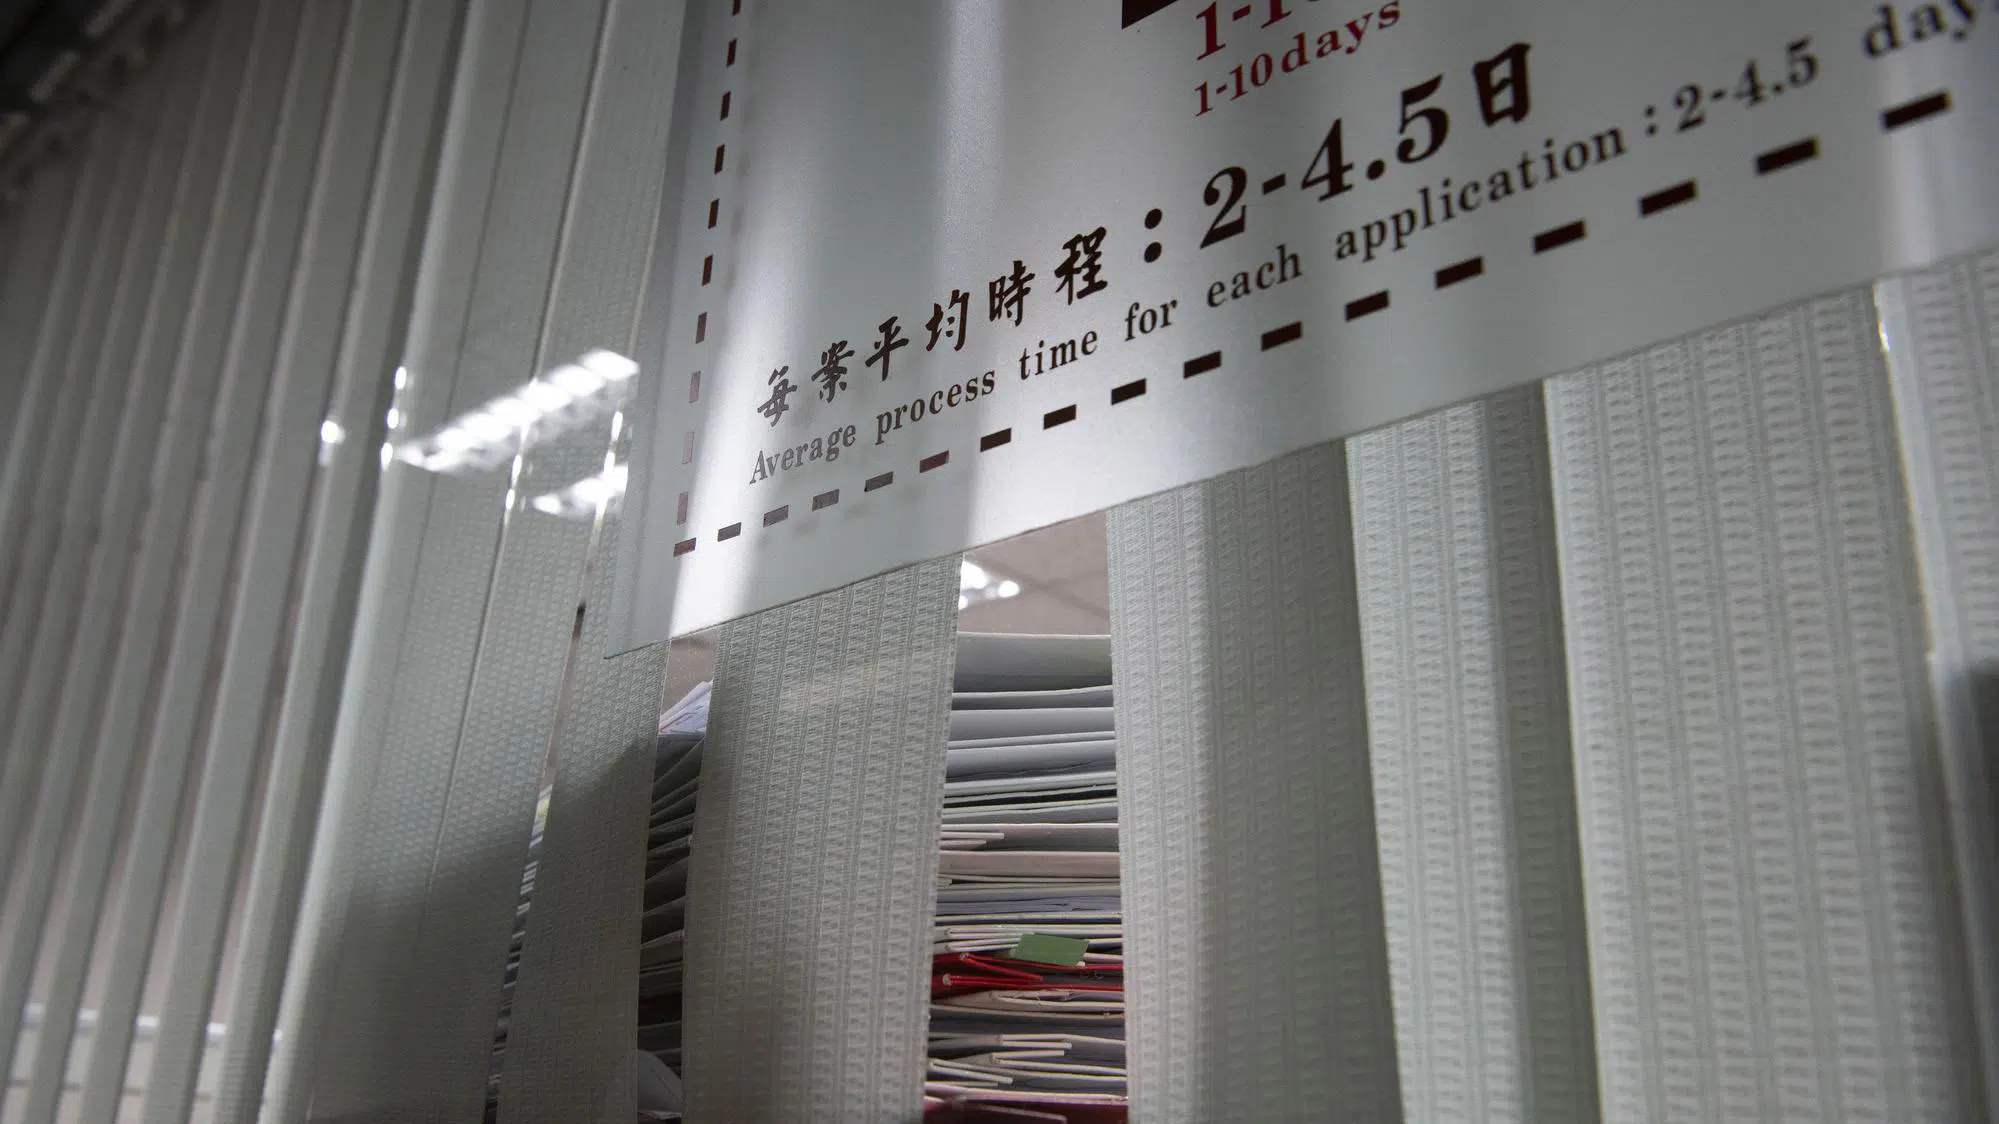 1-10days
每案平均時程：2-4.5日
Average process time for each application：2-4.5